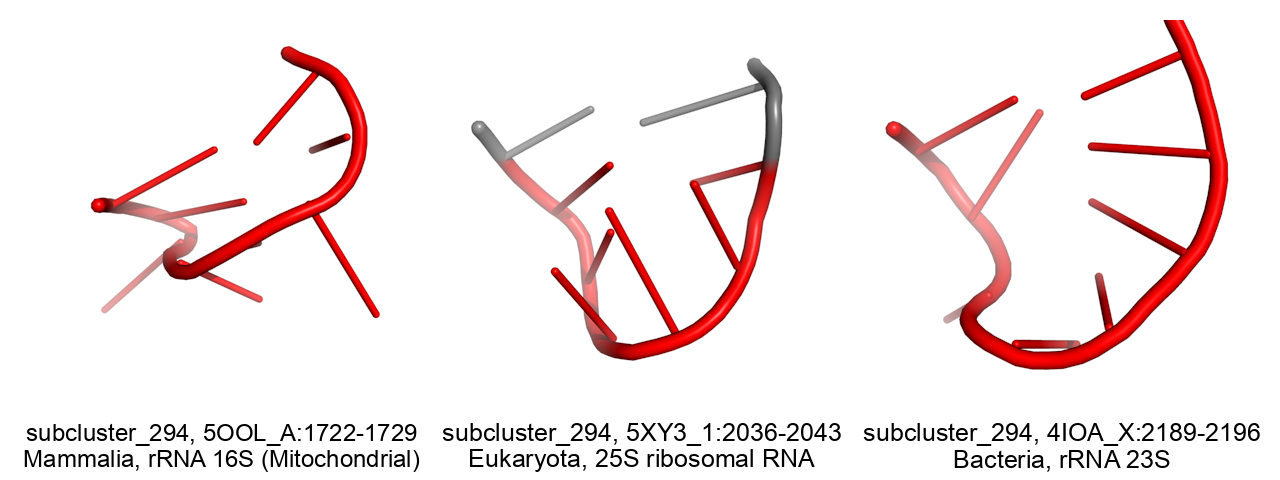 subcluster_294, 5OOL_A:1722-1729
Mammalia, rRNA 16S (Mitochondrial)
subcluster_294, 5XY3_1:2036-2043
Eukaryota, 25S ribosomal RNA
subcluster_294, 4IOA_X:2189-2196
Bacteria, rRNA 23S